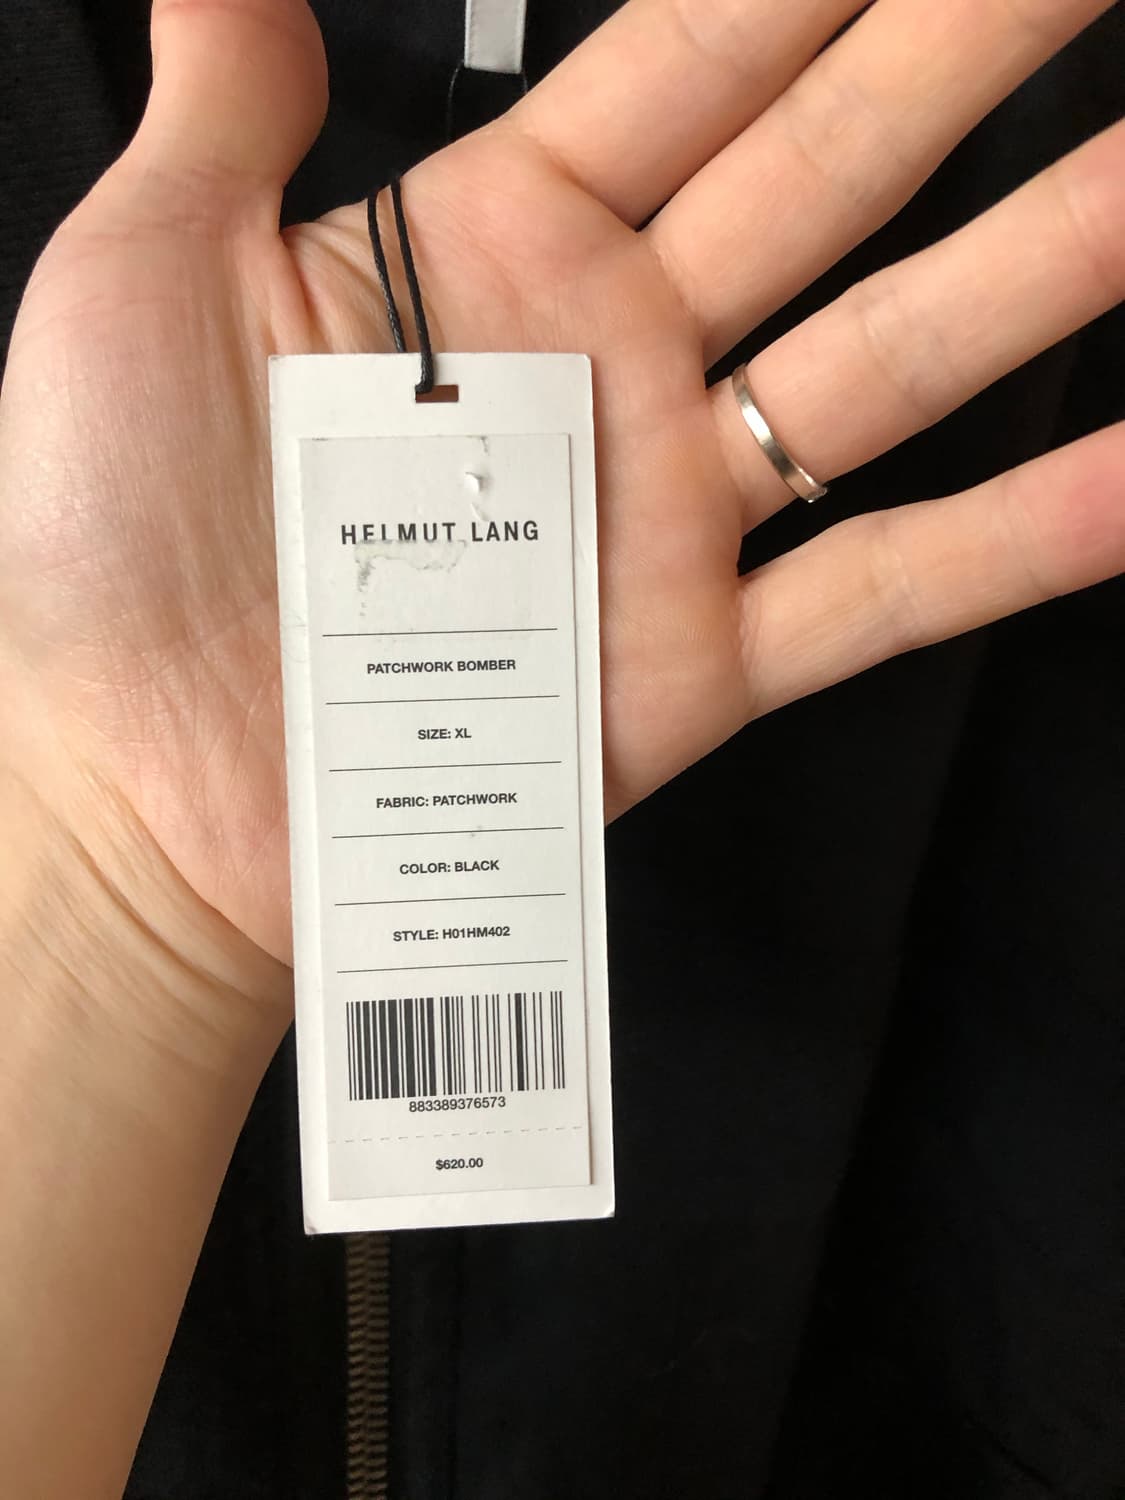 HELMUT LANG
PATCHWORK BOMBER
SIZE: XL
FABRIC: PATCHWORK
COLOR: BLACK
STYLE: H01HM402
883389376573
$620.00